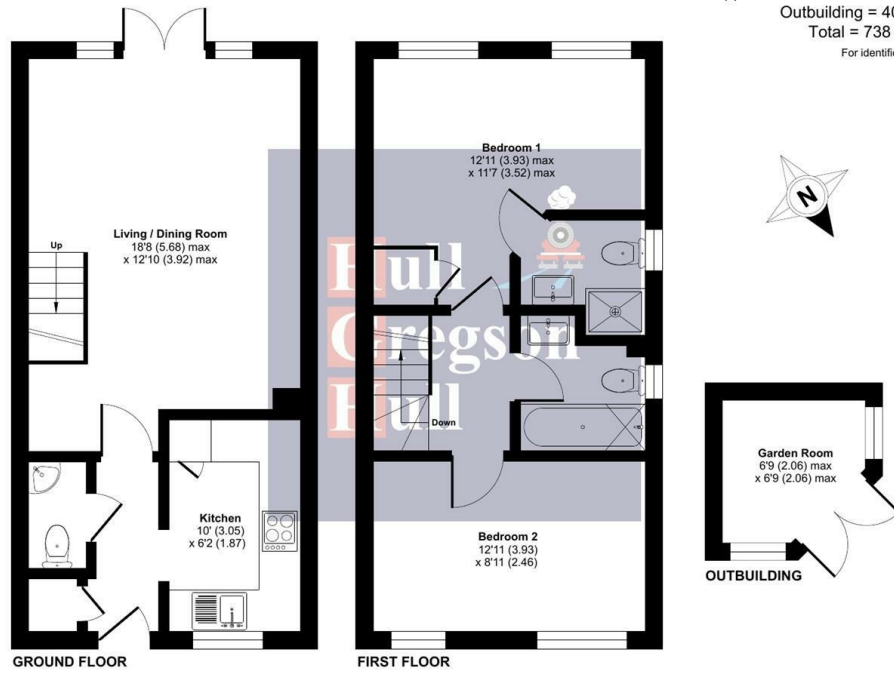 Outbuilding = 40
Total = 738
For identifi
N
Bedroom 1
12'11 (3.93) max
x 11'7 (3.52) max
Living / Dining Room
18'8 (5.68) max
x 12'10 (3.92) max
Up
Hull
Gregson
Hull
Down
Garden Room
6'9 (2.06) max
x 6'9 (2.06) max
Kitchen
10' (3.05)
x 6'2 (1.87)
Bedroom 2
12'11 (3.93)
x 8'11 (2.46)
OUTBUILDING
GROUND FLOOR
FIRST FLOOR